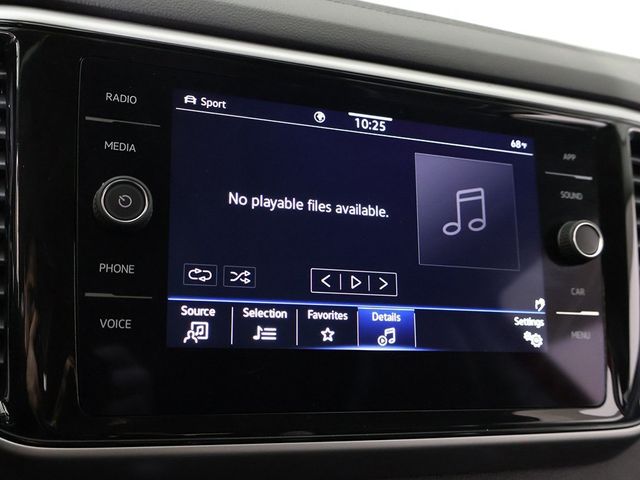 RADIO
MEDIA
PHONE
VOICE
Sport
10:25
68°F
No playable files available.
Source
Selection
Favorites
Details
Settings
APP
SOUND
CAR
MENU